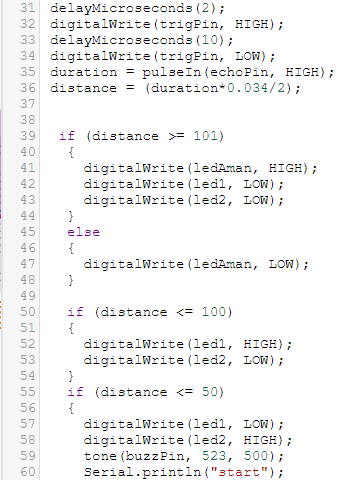 31 delayMicroseconds(2);
32 digitalWrite(trigPin, HIGH);
33 delayMicroseconds(10);
34 digitalWrite(trigPin, LOW);
35 duration = pulseIn(echoPin, HIGH);
36 distance = (duration*0.034/2);
37
38
39 if (distance >= 101)
40 {
41 digitalWrite(ledAman, HIGH);
42 digitalWrite(led1, LOW);
43 digitalWrite(led2, LOW);
44 }
45 else
46 {
47 digitalWrite(ledAman, LOW);
48 }
49
50 if (distance <= 100)
51 {
52 digitalWrite(led1, HIGH);
53 digitalWrite(led2, LOW);
54 }
55 if (distance <= 50)
56 {
57 digitalWrite(led1, LOW);
58 digitalWrite(led2, HIGH);
59 tone(buzzPin, 523, 500);
60 Serial.println("start");